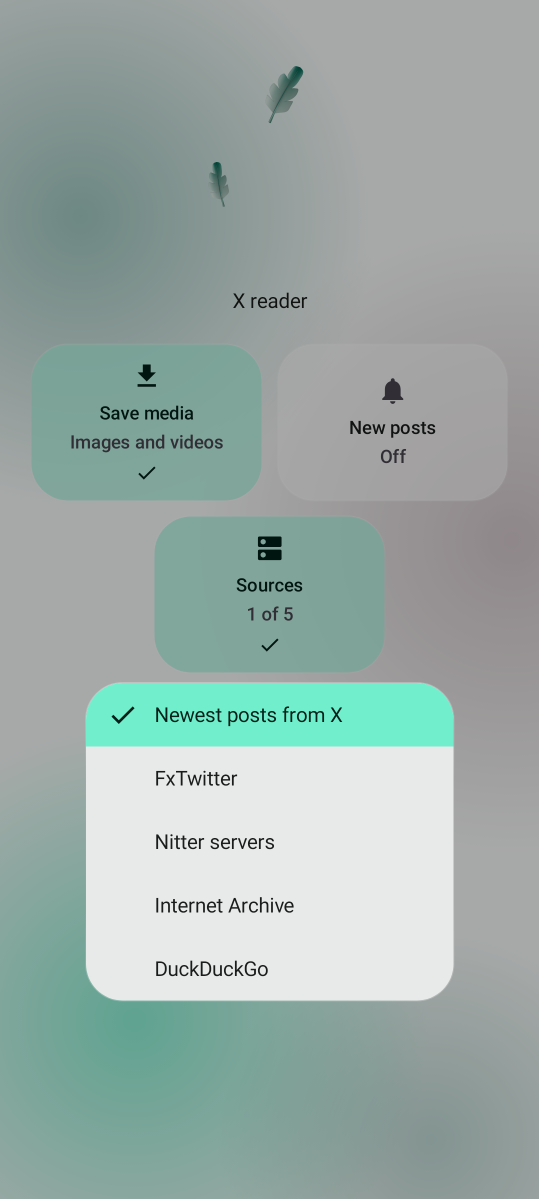 X reader
Save media
Images and videos
New posts
Off
Sources
1 of 5
Newest posts from X
FxTwitter
Nitter servers
Internet Archive
DuckDuckGo